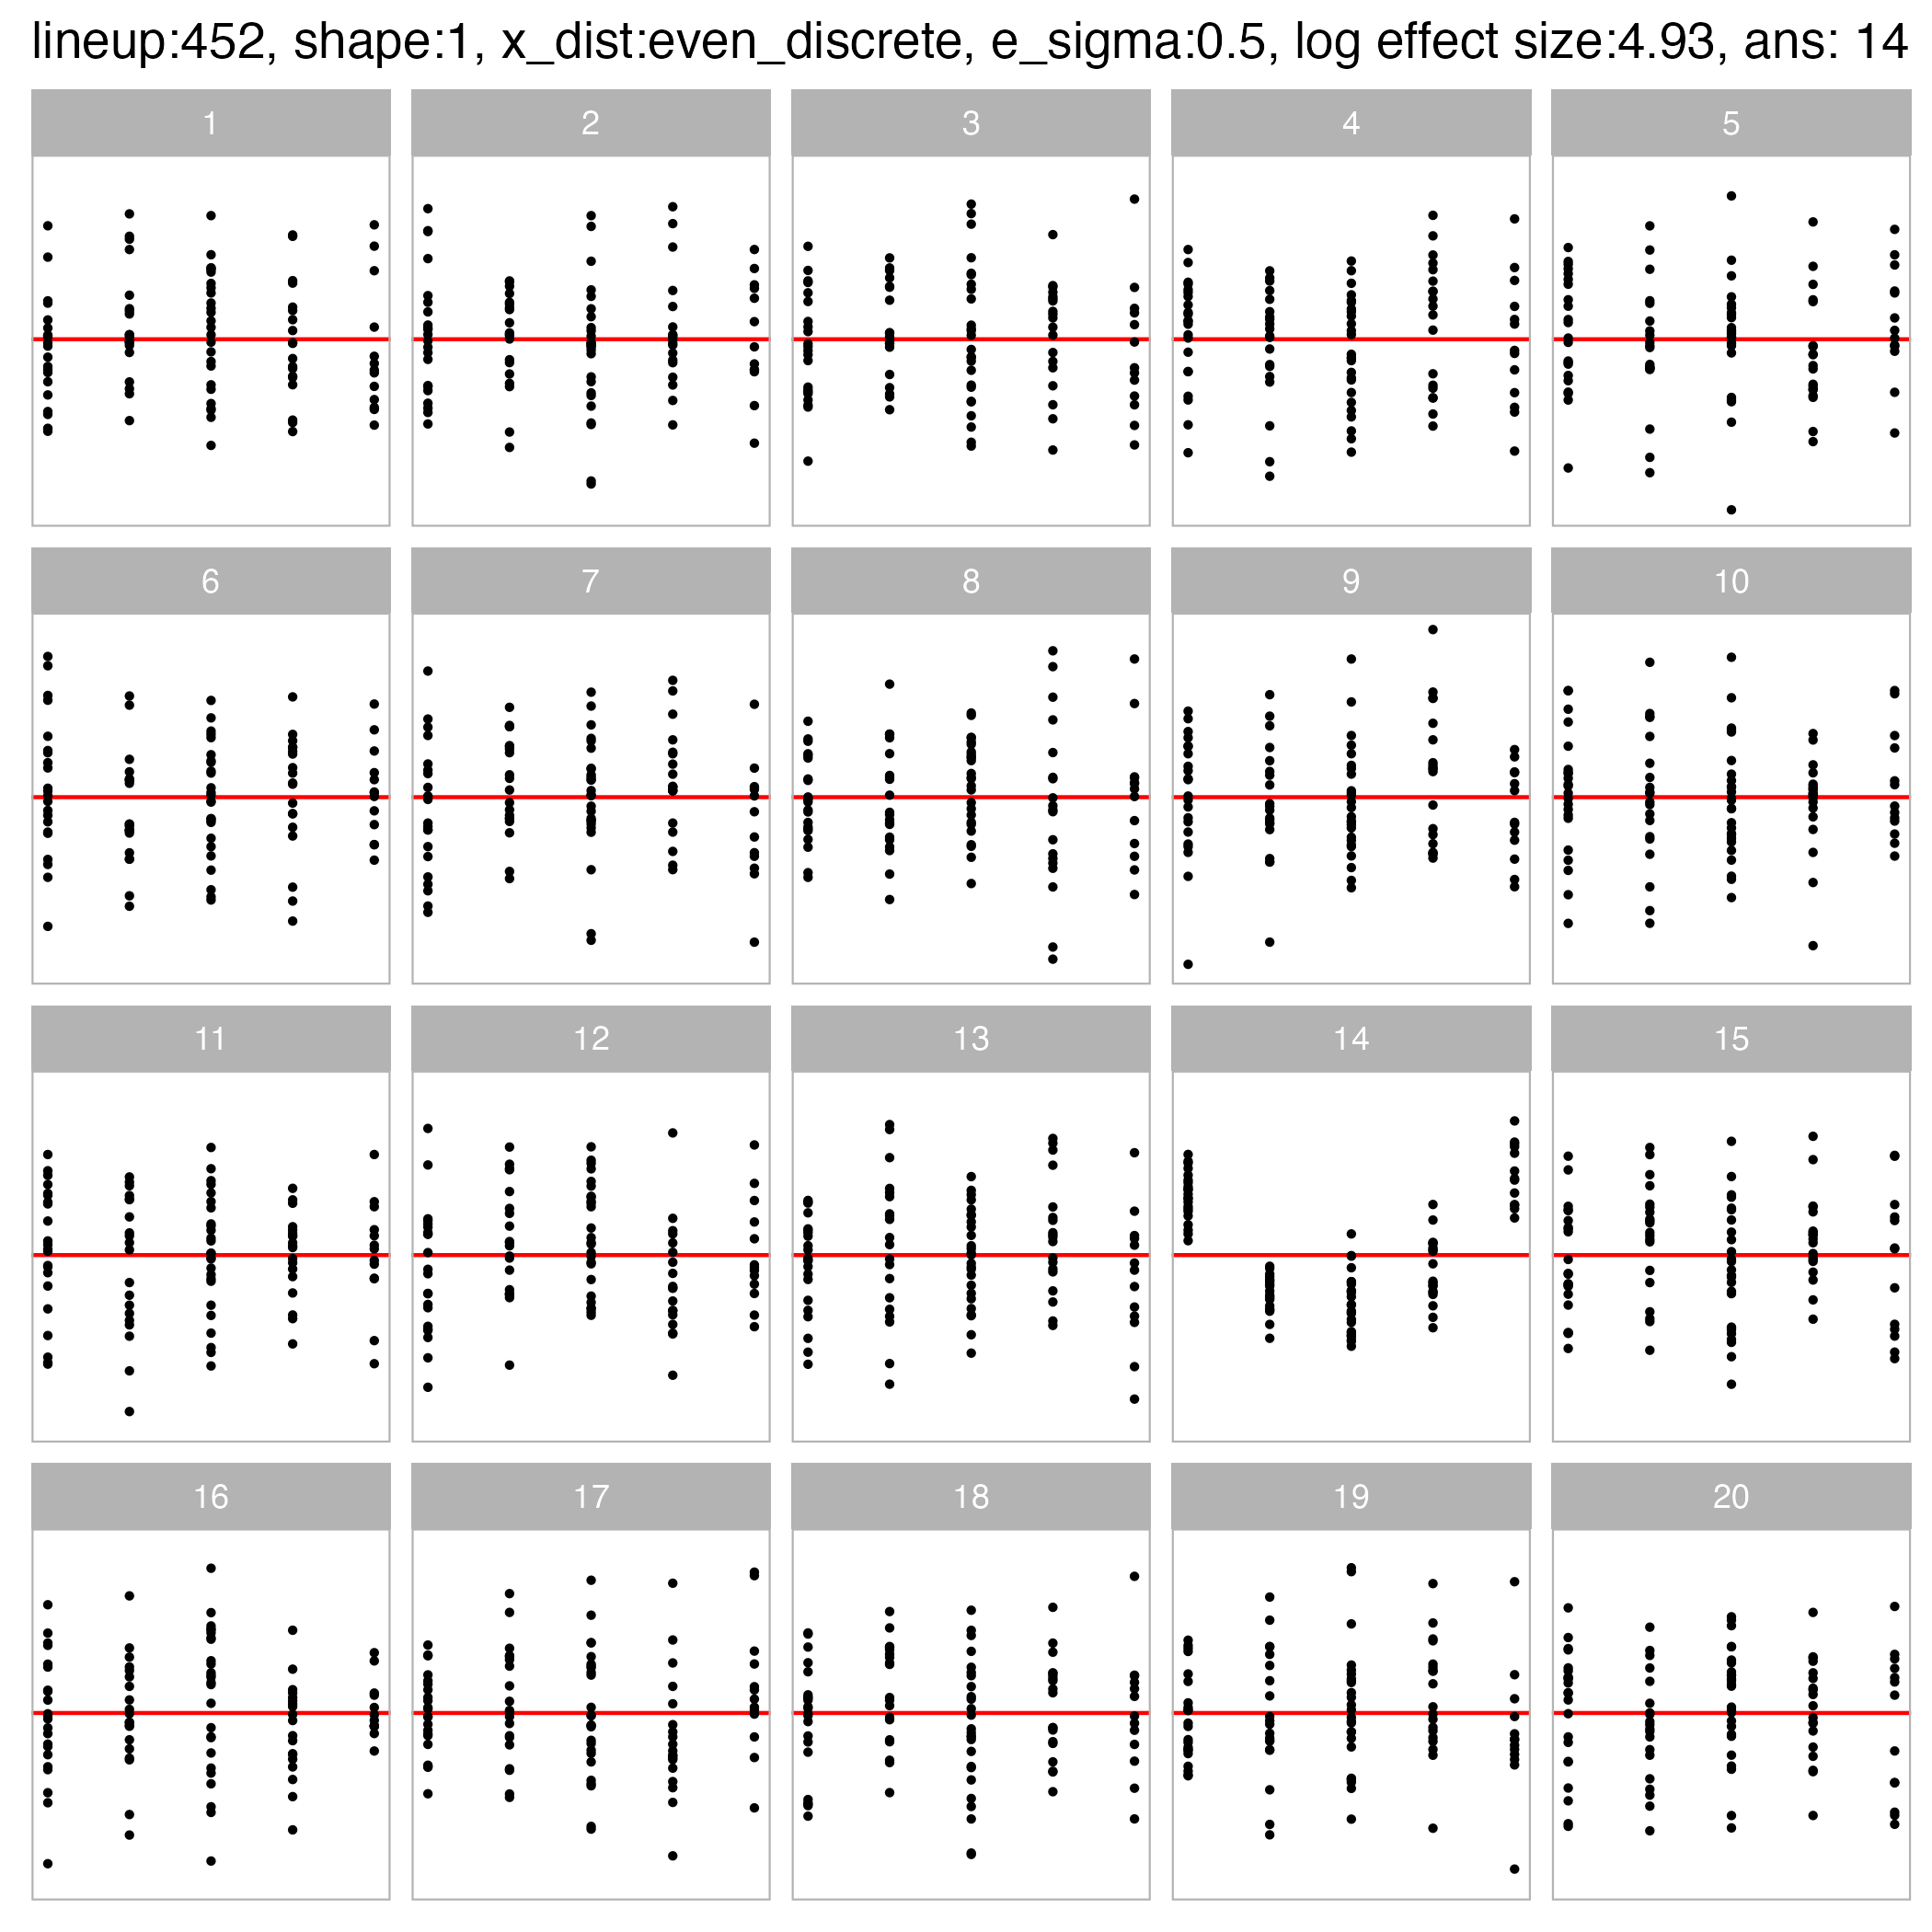 lineup:452, shape:1, x_dist:even_discrete, e_sigma:0.5, log effect size:4.93, ans: 14
1 2 3 4 5
6 7 8 9 10
11 12 13 14 15
16 17 18 19 20